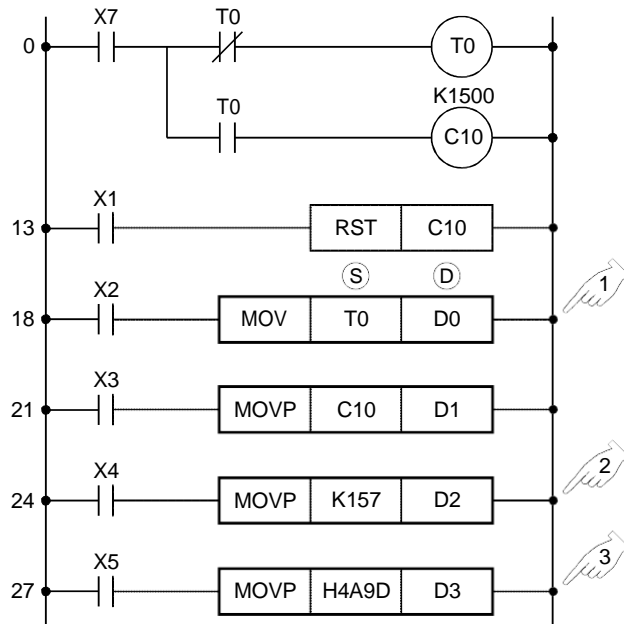 X7 T0
0 T0
K1500
T0 C10
X1
13 RST C10
S D
X2 1
18 MOV T0 D0
X3
21 MOVP C10 D1
X4 2
24 MOVP K157 D2
X5 3
27 MOVP H4A9D D3